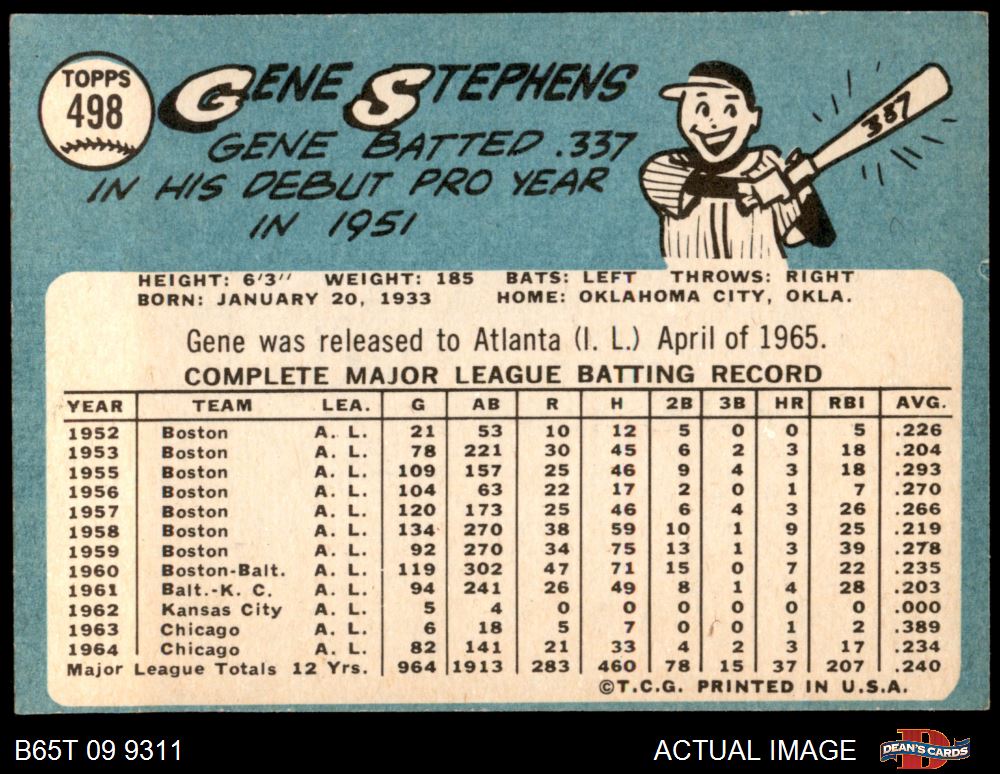 TOPPS
498
GENE STEPHENS
GENE BATTED .337
IN HIS DEBUT PRO YEAR
IN 1951
337
HEIGHT: 6'3" WEIGHT: 185 BATS: LEFT THROWS: RIGHT
BORN: JANUARY 20, 1933 HOME: OKLAHOMA CITY, OKLA.
Gene was released to Atlanta (I. L.) April of 1965.
COMPLETE MAJOR LEAGUE BATTING RECORD
YEAR TEAM LEA. G AB R H 2B 3B HR RBI AVG.
1952 Boston A. L. 21 53 10 12 5 0 0 5 .226
1953 Boston A. L. 78 221 30 45 6 2 3 18 .204
1955 Boston A. L. 109 157 25 46 9 4 3 18 .293
1956 Boston A. L. 104 63 22 17 2 0 1 7 .270
1957 Boston A. L. 120 173 25 46 6 4 3 26 .266
1958 Boston A. L. 134 270 38 59 10 1 9 25 .219
1959 Boston A. L. 92 270 34 75 13 1 3 39 .278
1960 Boston-Balt. A. L. 119 302 47 71 15 0 7 22 .235
1961 Balt.-K. C. A. L. 94 241 26 49 8 1 4 28 .203
1962 Kansas City A. L. 5 4 0 0 0 0 0 0 .000
1963 Chicago A. L. 6 18 5 7 0 0 1 2 .389
1964 Chicago A. L. 82 141 21 33 4 2 3 17 .234
Major League Totals 12 Yrs. 964 1913 283 460 78 15 37 207 .240
©T.C.G. PRINTED IN U.S.A.
B65T 09 9311 ACTUAL IMAGE DEAN'S CARDS